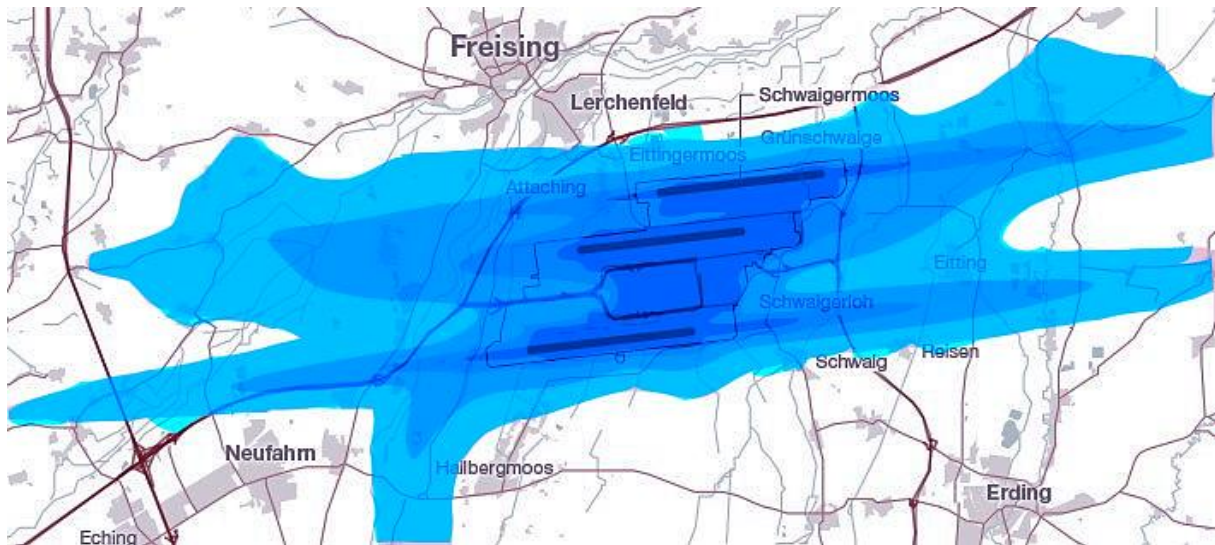 Freising
Schwaigermoos
Lerchenfeld
Grünschwaige
Eittingermoos
Attaching
Eitting
Schwaigerloh
Reisen
Schwaig
Neufahrn
Hallbergmoos
Erding
Eching